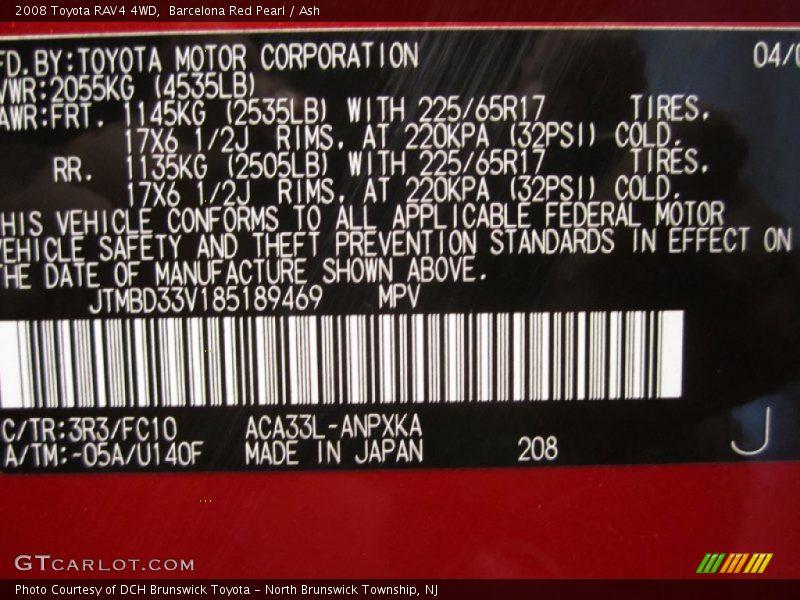 2008 Toyota RAV4 4WD,  Barcelona Red Pearl / Ash
FD.BY:TOYOTA MOTOR CORPORATION 04/0
VWR:2055KG (4535LB)
AWR:FRT. 1145KG (2535LB) WITH 225/65R17 TIRES.
17X6 1/2J RIMS. AT 220KPA (32PSI) COLD.
RR. 1135KG (2505LB) WITH 225/65R17 TIRES.
17X6 1/2J RIMS. AT 220KPA (32PSI) COLD.
HIS VEHICLE CONFORMS TO ALL APPLICABLE FEDERAL MOTOR
VEHICLE SAFETY AND THEFT PREVENTION STANDARDS IN EFFECT ON
THE DATE OF MANUFACTURE SHOWN ABOVE.
JTMBD33V185189469 MPV
C/TR:3R3/FC10 ACA33L-ANPXKA
A/TM:-05A/U140F MADE IN JAPAN 208 J
GTCARLOT.COM
Photo Courtesy of DCH Brunswick Toyota - North Brunswick Township, NJ